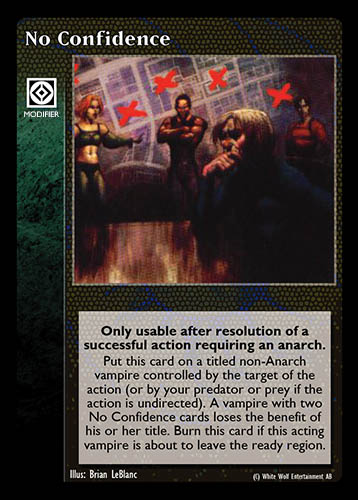 No Confidence
MODIFIER
Only usable after resolution of a
successful action requiring an anarch.
Put this card on a titled non-Anarch
vampire controlled by the target of the
action (or by your predator or prey if the
action is undirected). A vampire with two
No Confidence cards loses the benefit of
his or her title. Burn this card if this acting
vampire is about to leave the ready region.
Illus: Brian LeBlanc
(C) White Wolf Entertainment AB